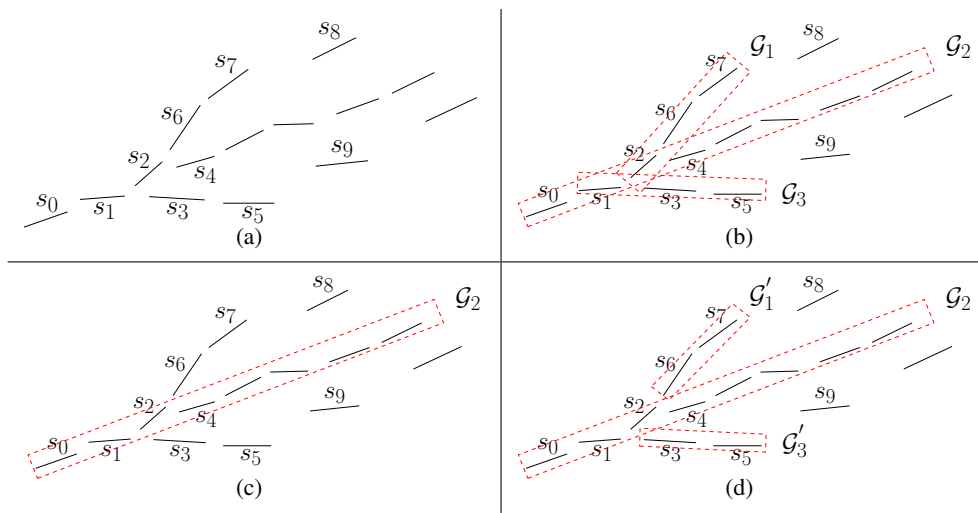 s₈
s₇
s₆
s₂
s₄
s₉
s₀
s₁
s₃
s₅
(a)
s₈
𝒢₁
𝒢₂
s₇
s₆
s₂
s₄
s₉
s₀
s₁
s₃
s₅
𝒢₃
(b)
s₈
𝒢₂
s₇
s₆
s₂
s₄
s₉
s₀
s₁
s₃
s₅
(c)
s₈
𝒢₁′
𝒢₂
s₇
s₆
s₂
s₄
s₉
s₀
s₁
s₃
s₅
𝒢₃′
(d)